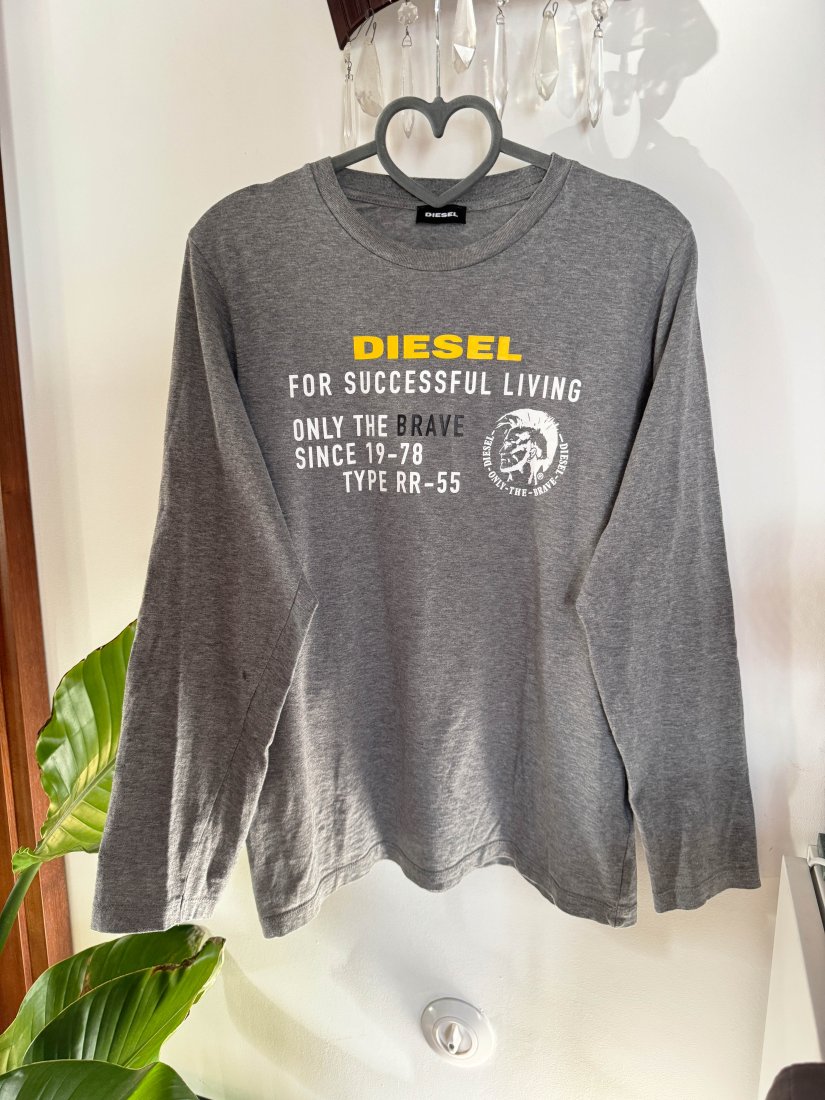 DIESEL
DIESEL
FOR SUCCESSFUL LIVING
ONLY THE BRAVE
SINCE 19-78
TYPE RR-55
DIESEL-ONLY-THE-BRAVE-DIESEL
®